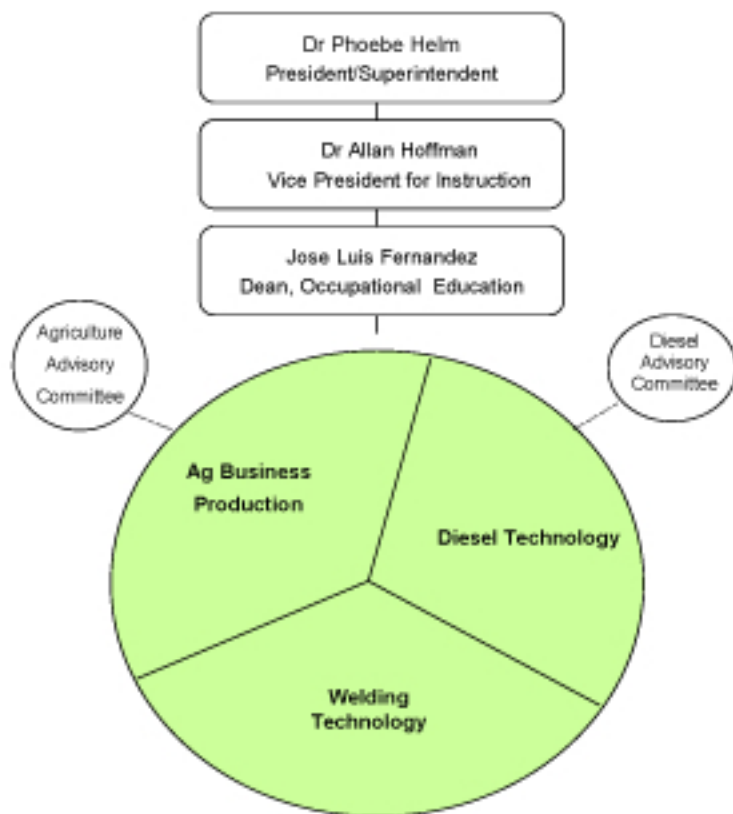 Dr Phoebe Helm
President/Superintendent
Dr Allan Hoffman
Vice President for Instruction
Jose Luis Fernandez
Dean, Occupational Education
Agriculture
Advisory
Committee
Diesel
Advisory
Committee
Ag Business
Production
Diesel Technology
Welding
Technology